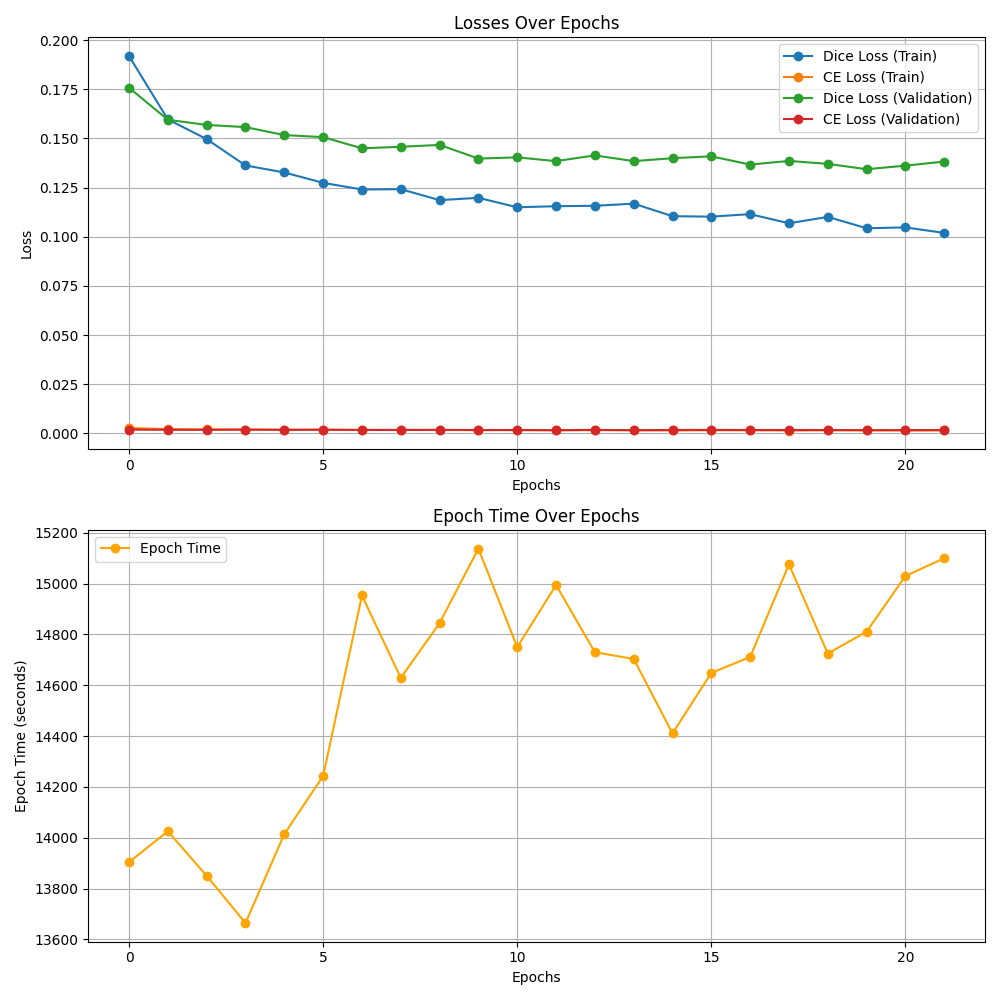 Losses Over Epochs
0.200
0.175
0.150
0.125
0.100
0.075
0.050
0.025
0.000
Loss
Dice Loss (Train)
CE Loss (Train)
Dice Loss (Validation)
CE Loss (Validation)
0 5 10 15 20
Epochs
Epoch Time Over Epochs
15200
15000
14800
14600
14400
14200
14000
13800
13600
Epoch Time (seconds)
Epoch Time
0 5 10 15 20
Epochs